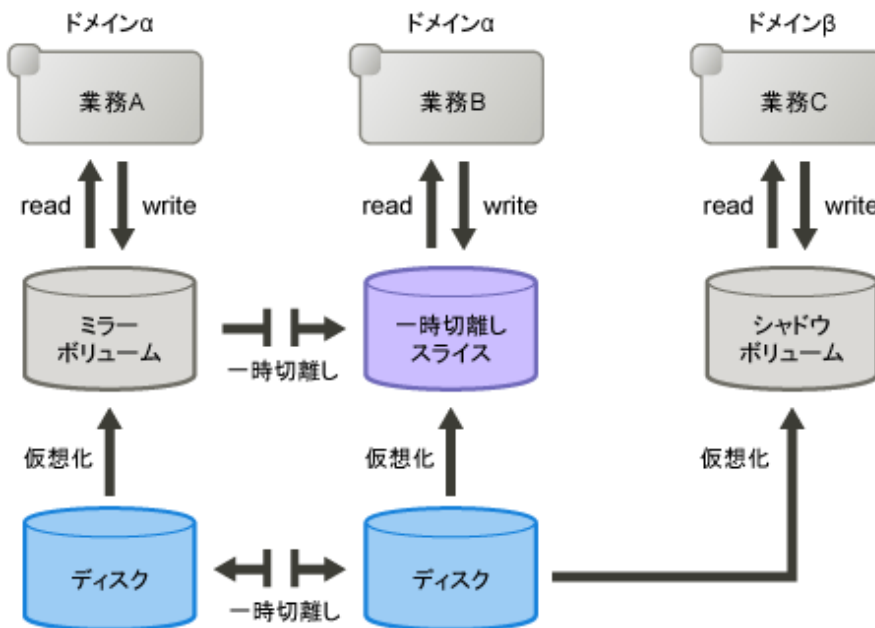 ドメインα
ドメインα
ドメインβ
業務A
業務B
業務C
read
write
read
write
read
write
ミラー
ボリューム
一時切離し
一時切離し
スライス
シャドウ
ボリューム
仮想化
仮想化
仮想化
ディスク
一時切離し
ディスク